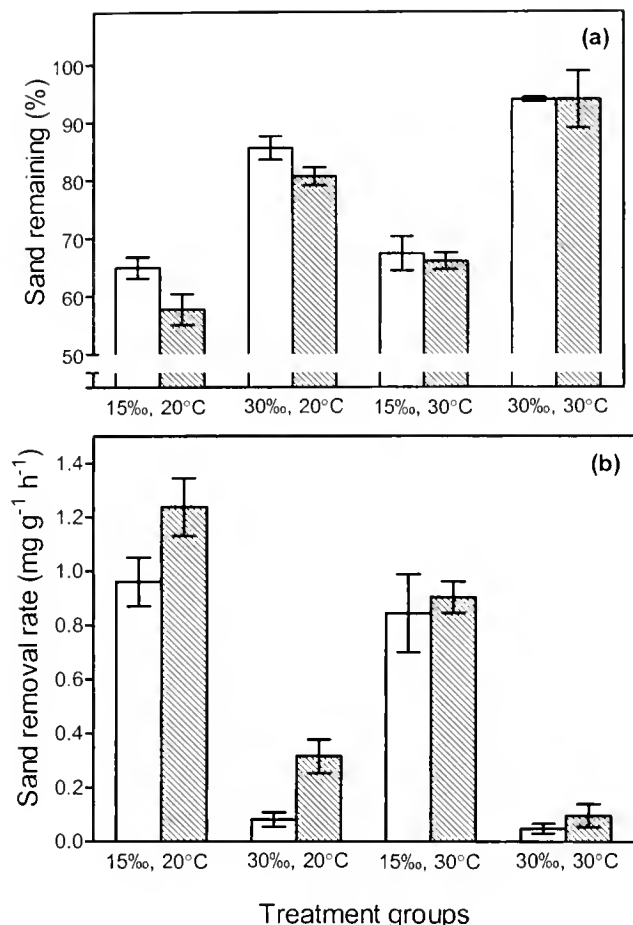 (a)
Sand remaining (%)
100
90
80
70
60
50
15‰, 20°C 30‰, 20°C 15‰, 30°C 30‰, 30°C
(b)
Sand removal rate (mg g⁻¹ h⁻¹)
1.4
1.2
1.0
0.8
0.6
0.4
0.2
0.0
15‰, 20°C 30‰, 20°C 15‰, 30°C 30‰, 30°C
Treatment groups